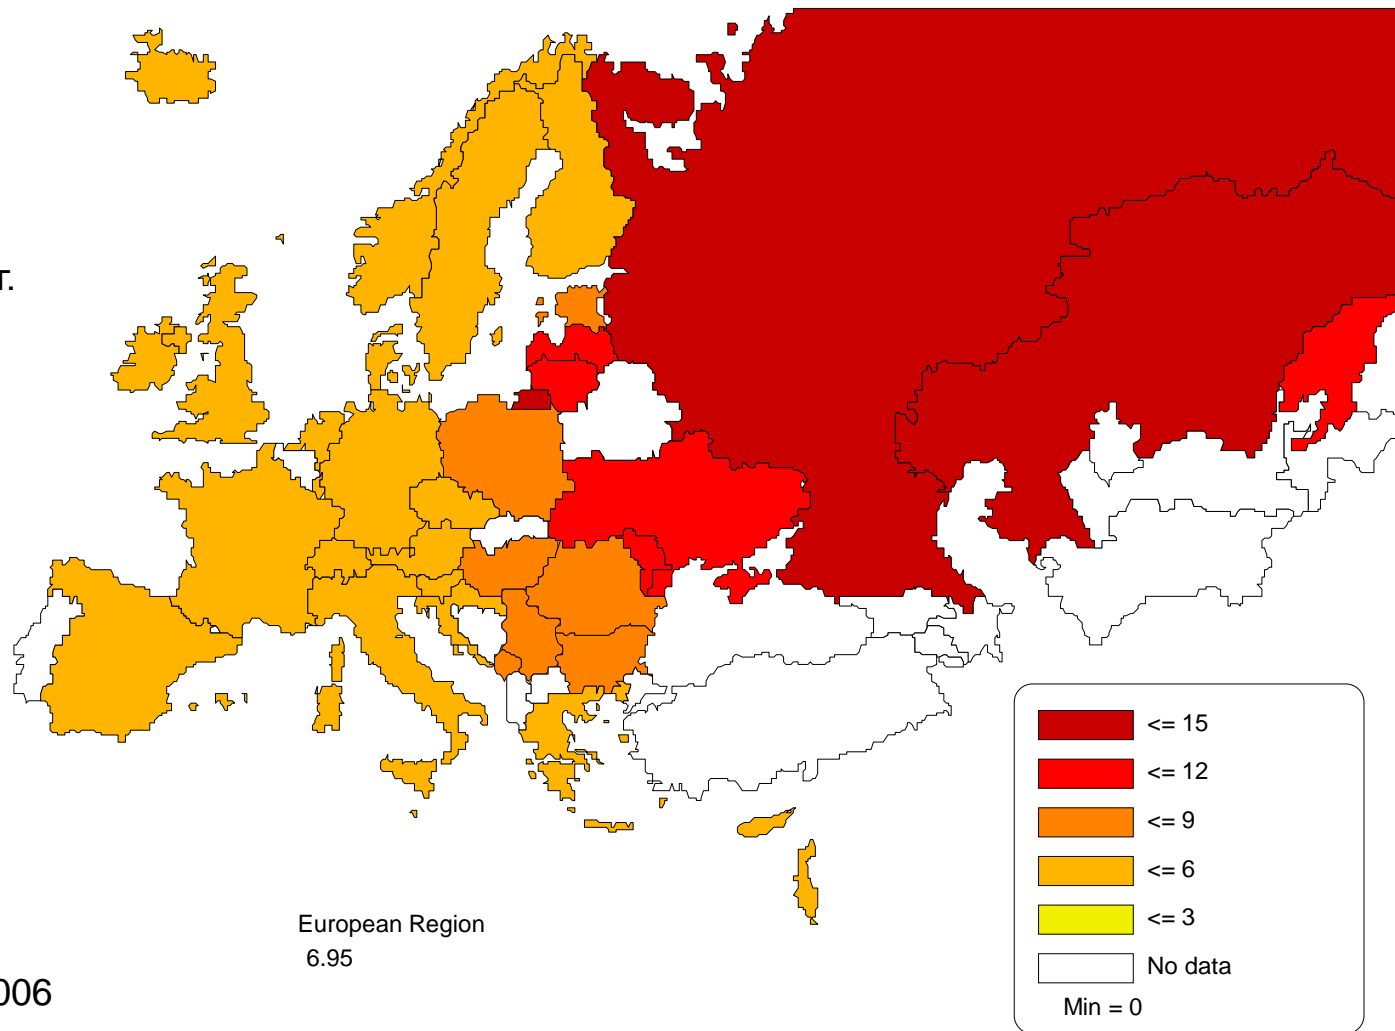 т.
European Region
6.95
006
<= 15
<= 12
<= 9
<= 6
<= 3
No data
Min = 0